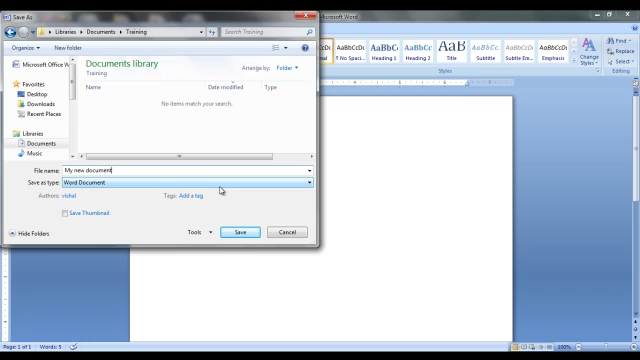 Save As
Microsoft Word
Libraries Documents Training
Search Training
Organize New folder
Microsoft Office W
Favorites
Desktop
Downloads
Recent Places
Libraries
Documents
Music
Documents library
Training
Arrange by: Folder
Name Date modified Type
No items match your search.
File name: My new document
Save as type: Word Document
Authors: vishal
Tags: Add a tag
Save Thumbnail
Hide Folders
Tools Save Cancel
AaBbCc AaBbCc AaB AaBbCc AaBbCcDc
¶ No Spaci... Heading 1 Heading 2 Title Subtitle Subtle Em... Emphasis
Change Styles
Styles
Find
Replace
Select
Editing
Page: 1 of 1 Words: 5
100%